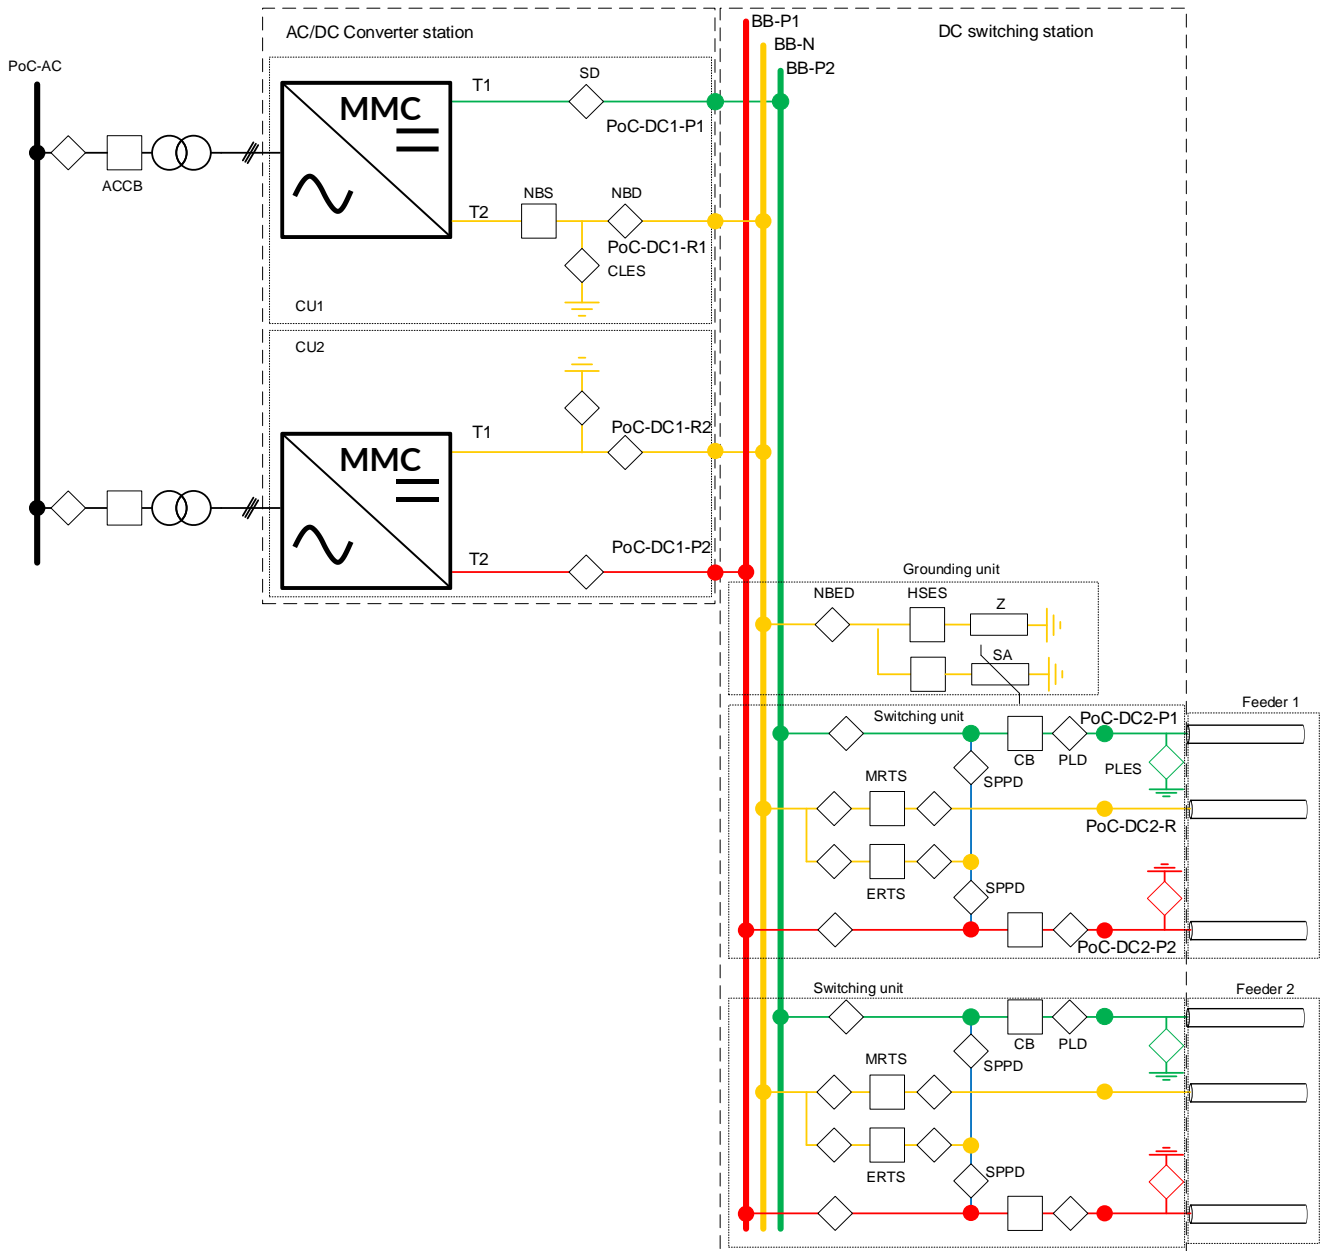 AC/DC Converter station
BB-P1
DC switching station
BB-N
PoC-AC
BB-P2
SD
T1
MMC
PoC-DC1-P1
ACCB
NBS
NBD
T2
PoC-DC1-R1
CLES
CU1
CU2
PoC-DC1-R2
T1
MMC
PoC-DC1-P2
T2
Grounding unit
NBED
HSES
Z
SA
Feeder 1
Switching unit
PoC-DC2-P1
CB
PLD
PLES
SPPD
MRTS
PoC-DC2-R
SPPD
ERTS
PoC-DC2-P2
Switching unit
Feeder 2
CB
PLD
MRTS
SPPD
SPPD
ERTS